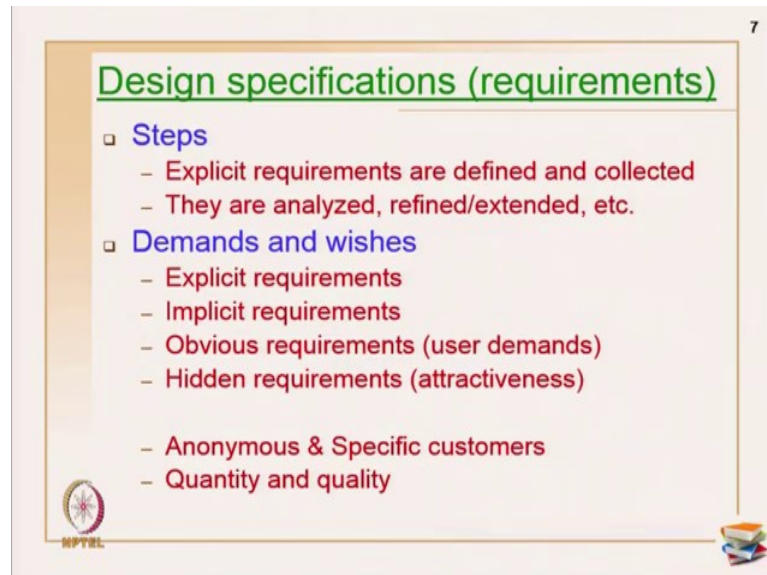 7
Design specifications (requirements)
Steps
– Explicit requirements are defined and collected
– They are analyzed, refined/extended, etc.
Demands and wishes
– Explicit requirements
– Implicit requirements
– Obvious requirements (user demands)
– Hidden requirements (attractiveness)
– Anonymous & Specific customers
– Quantity and quality
NPTEL